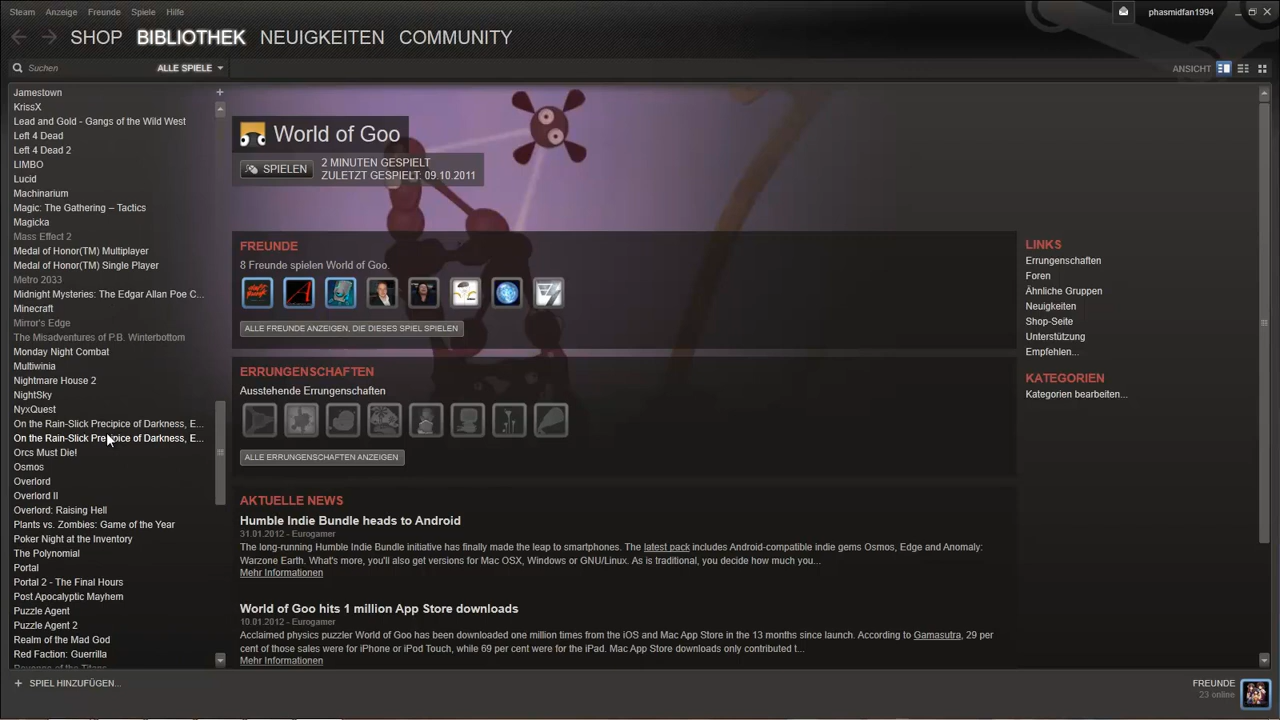 Steam Anzeige Freunde Spiele Hilfe
phasmidfan1994
SHOP BIBLIOTHEK NEUIGKEITEN COMMUNITY
Suchen ALLE SPIELE
ANSICHT
Jamestown
KrissX
Lead and Gold - Gangs of the Wild West
Left 4 Dead
Left 4 Dead 2
LIMBO
Lucid
Machinarium
Magic: The Gathering – Tactics
Magicka
Mass Effect 2
Medal of Honor(TM) Multiplayer
Medal of Honor(TM) Single Player
Metro 2033
Midnight Mysteries: The Edgar Allan Poe C...
Minecraft
Mirror's Edge
The Misadventures of P.B. Winterbottom
Monday Night Combat
Multiwinia
Nightmare House 2
NightSky
NyxQuest
On the Rain-Slick Precipice of Darkness, E...
On the Rain-Slick Precipice of Darkness, E...
Orcs Must Die!
Osmos
Overlord
Overlord II
Overlord: Raising Hell
Plants vs. Zombies: Game of the Year
Poker Night at the Inventory
The Polynomial
Portal
Portal 2 - The Final Hours
Post Apocalyptic Mayhem
Puzzle Agent
Puzzle Agent 2
Realm of the Mad God
Red Faction: Guerrilla
Revenge of the Titans
+ SPIEL HINZUFÜGEN...
World of Goo
SPIELEN
2 MINUTEN GESPIELT
ZULETZT GESPIELT: 09.10.2011
FREUNDE
8 Freunde spielen World of Goo.
ALLE FREUNDE ANZEIGEN, DIE DIESES SPIEL SPIELEN
ERRUNGENSCHAFTEN
Ausstehende Errungenschaften
ALLE ERRUNGENSCHAFTEN ANZEIGEN
AKTUELLE NEWS
Humble Indie Bundle heads to Android
31.01.2012 - Eurogamer
The long-running Humble Indie Bundle initiative has finally made the leap to smartphones. The latest pack includes Android-compatible indie gems Osmos, Edge and Anomaly:
Warzone Earth. What's more, you'll also get versions for Mac OSX, Windows or GNU/Linux. As is traditional, you decide how much you...
Mehr Informationen
World of Goo hits 1 million App Store downloads
10.01.2012 - Eurogamer
Acclaimed physics puzzler World of Goo has been downloaded one million times from the iOS and Mac App Store in the 13 months since launch. According to Gamasutra, 29 per
cent of those sales were for iPhone or iPod Touch, while 69 per cent were for the iPad. Mac App Store downloads only contributed t...
Mehr Informationen
LINKS
Errungenschaften
Foren
Ähnliche Gruppen
Neuigkeiten
Shop-Seite
Unterstützung
Empfehlen...
KATEGORIEN
Kategorien bearbeiten...
FREUNDE
23 online